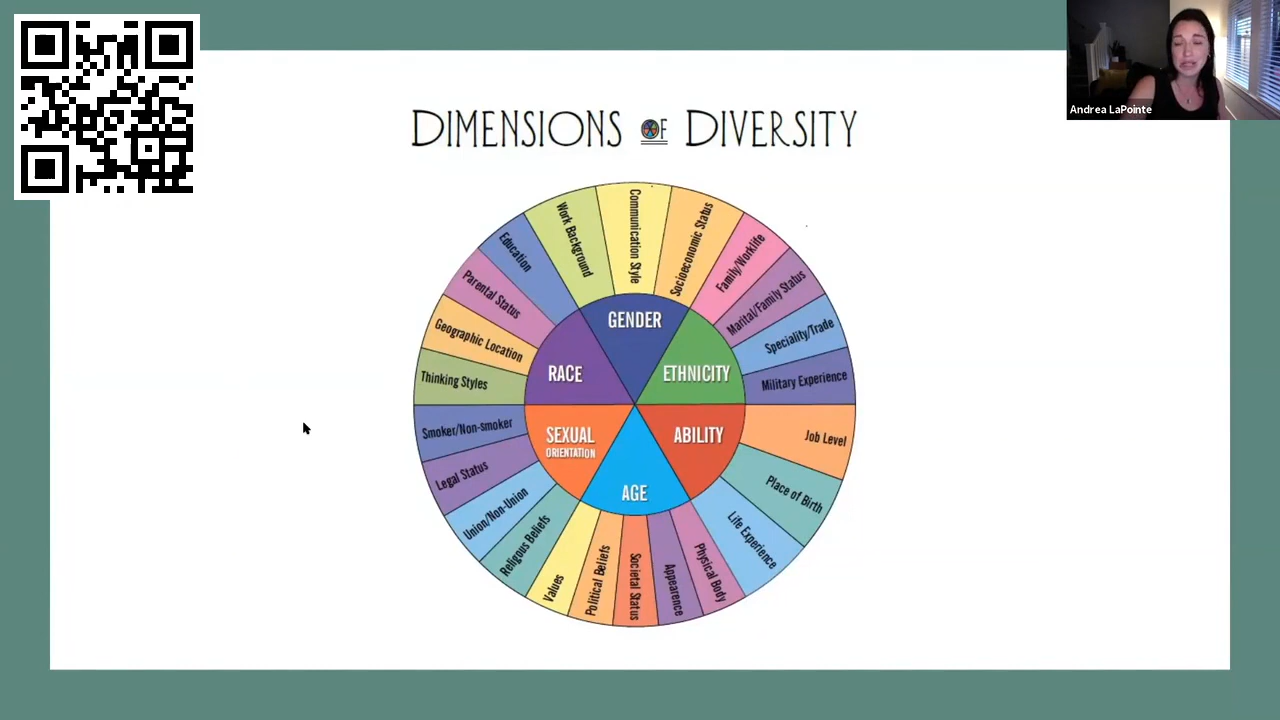 Andrea LaPointe
DIMENSIONS OF DIVERSITY
Communication Style
Socioeconomic Status
Family/Worklife
Marital/Family Status
Speciality/Trade
Military Experience
Job Level
Place of Birth
Life Experience
Physical Body
Appearence
Societal Status
Political Beliefs
Values
Religous Beliefs
Union/Non-Union
Legal Status
Smoker/Non-smoker
Thinking Styles
Geographic Location
Parental Status
Education
Work Background
GENDER
ETHNICITY
ABILITY
AGE
SEXUAL
ORIENTATION
RACE